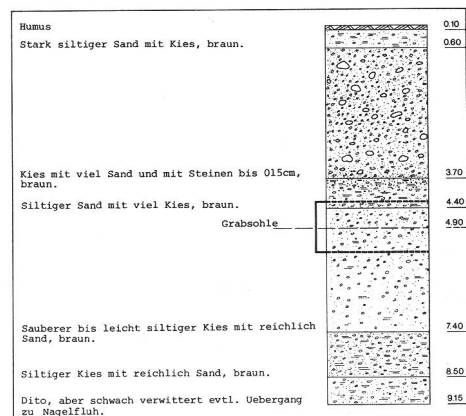 Humus
0.10
Stark siltiger Sand mit Kies, braun.
0.60
Kies mit viel Sand und mit Steinen bis Ø15cm,
braun.
3.70
Siltiger Sand mit viel Kies, braun.
4.40
Grabsohle
4.90
Sauberer bis leicht siltiger Kies mit reichlich
Sand, braun.
7.40
Siltiger Kies mit reichlich Sand, braun.
8.50
Dito, aber schwach verwittert evtl. Uebergang
zu Nagelfluh.
9.15